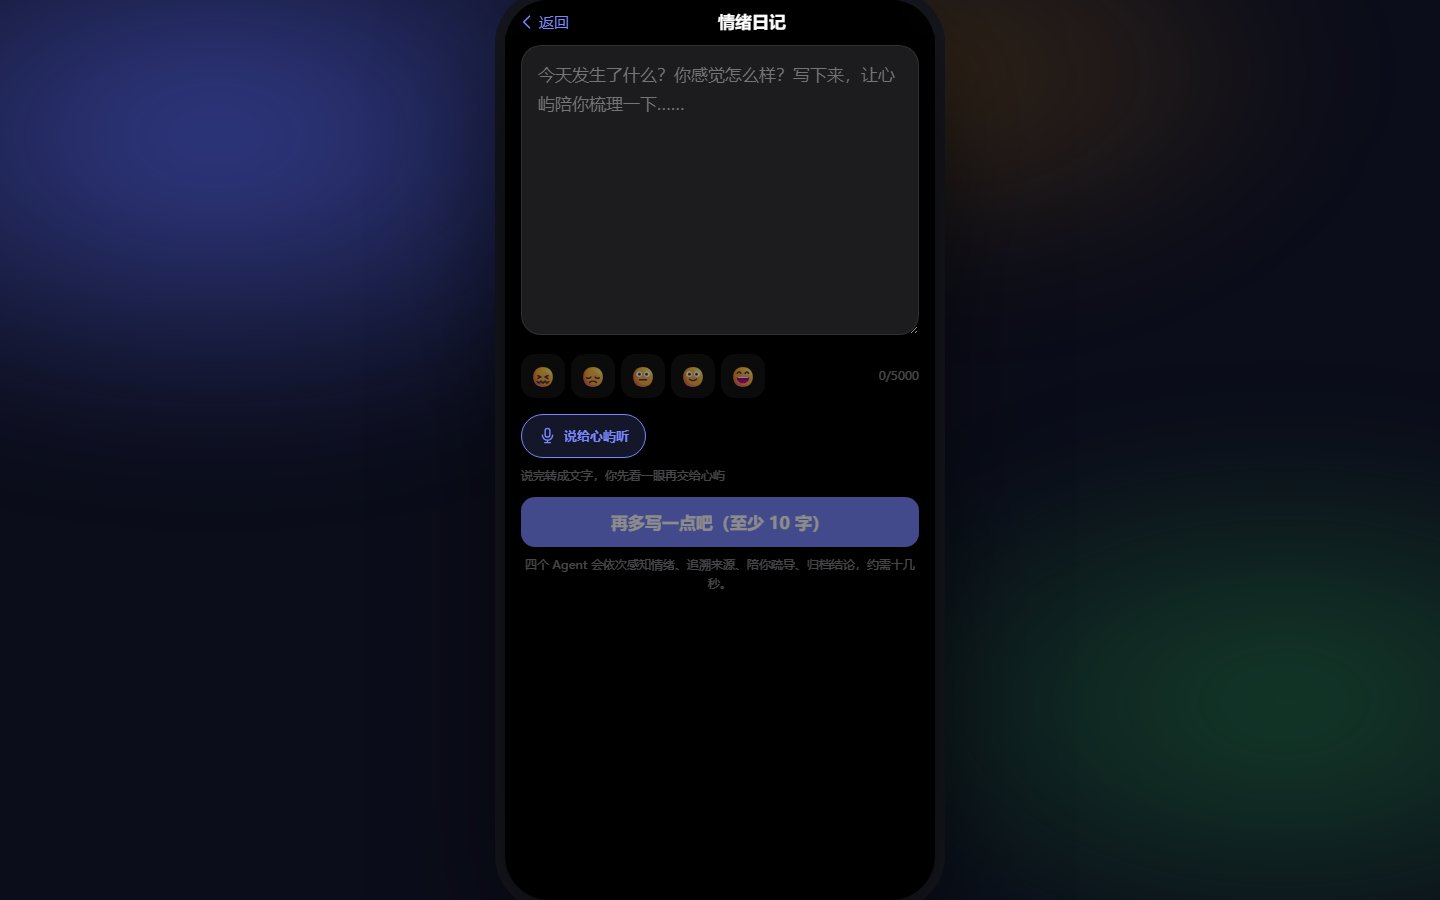 返回
情绪日记
今天发生了什么？你感觉怎么样？写下来，让心
屿陪你梳理一下……
0/5000
说给心屿听
说完转成文字，你先看一眼再交给心屿
再多写一点吧（至少 10 字）
四个 Agent 会依次感知情绪、追溯来源、陪你疏导、归档结论，约需十几
秒。